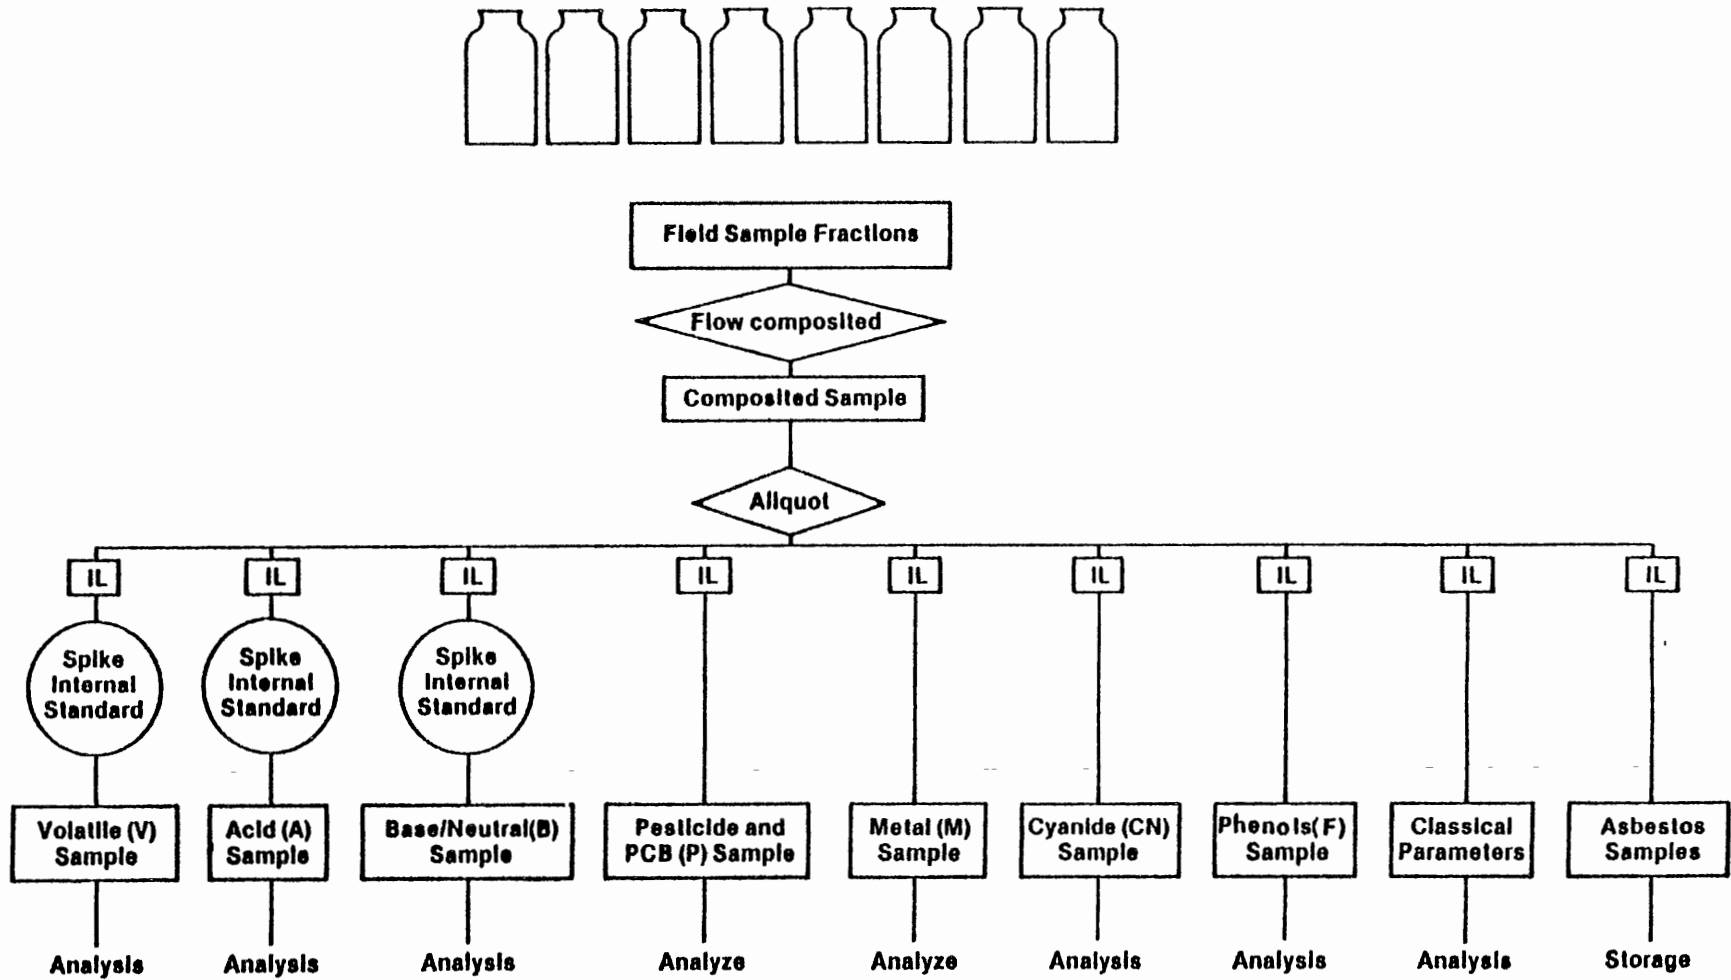 Field Sample Fractions
Flow composited
Composited Sample
Aliquot
IL IL IL IL IL IL IL IL IL
Spike
Internal
Standard
Spike
Internal
Standard
Spike
Internal
Standard
Volatile (V)
Sample
Acid (A)
Sample
Base/Neutral(B)
Sample
Pesticide and
PCB (P) Sample
Metal (M)
Sample
Cyanide (CN)
Sample
Phenols(F)
Sample
Classical
Parameters
Asbestos
Samples
Analysis Analysis Analysis Analyze Analyze Analysis Analysis Analysis Storage